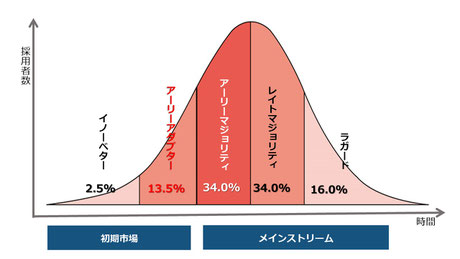 採用者数
イノベーター
アーリーアダプター
アーリーマジョリティ
レイトマジョリティ
ラガード
2.5%
13.5%
34.0%
34.0%
16.0%
時間
初期市場
メインストリーム